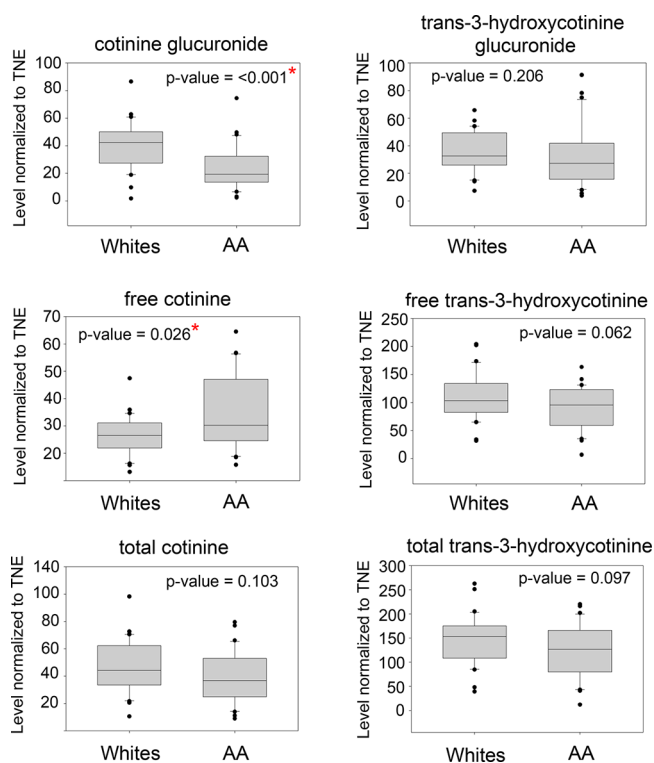 cotinine glucuronide
Level normalized to TNE
100
80
60
40
20
0
p-value = <0.001*
Whites AA
trans-3-hydroxycotinine
glucuronide
Level normalized to TNE
100
80
60
40
20
0
p-value = 0.206
Whites AA
free cotinine
Level normalized to TNE
70
60
50
40
30
20
p-value = 0.026*
Whites AA
free trans-3-hydroxycotinine
Level normalized to TNE
250
200
150
100
50
0
p-value = 0.062
Whites AA
total cotinine
Level normalized to TNE
140
100
80
60
40
20
p-value = 0.103
Whites AA
total trans-3-hydroxycotinine
Level normalized to TNE
300
250
200
150
100
50
0
p-value = 0.097
Whites AA